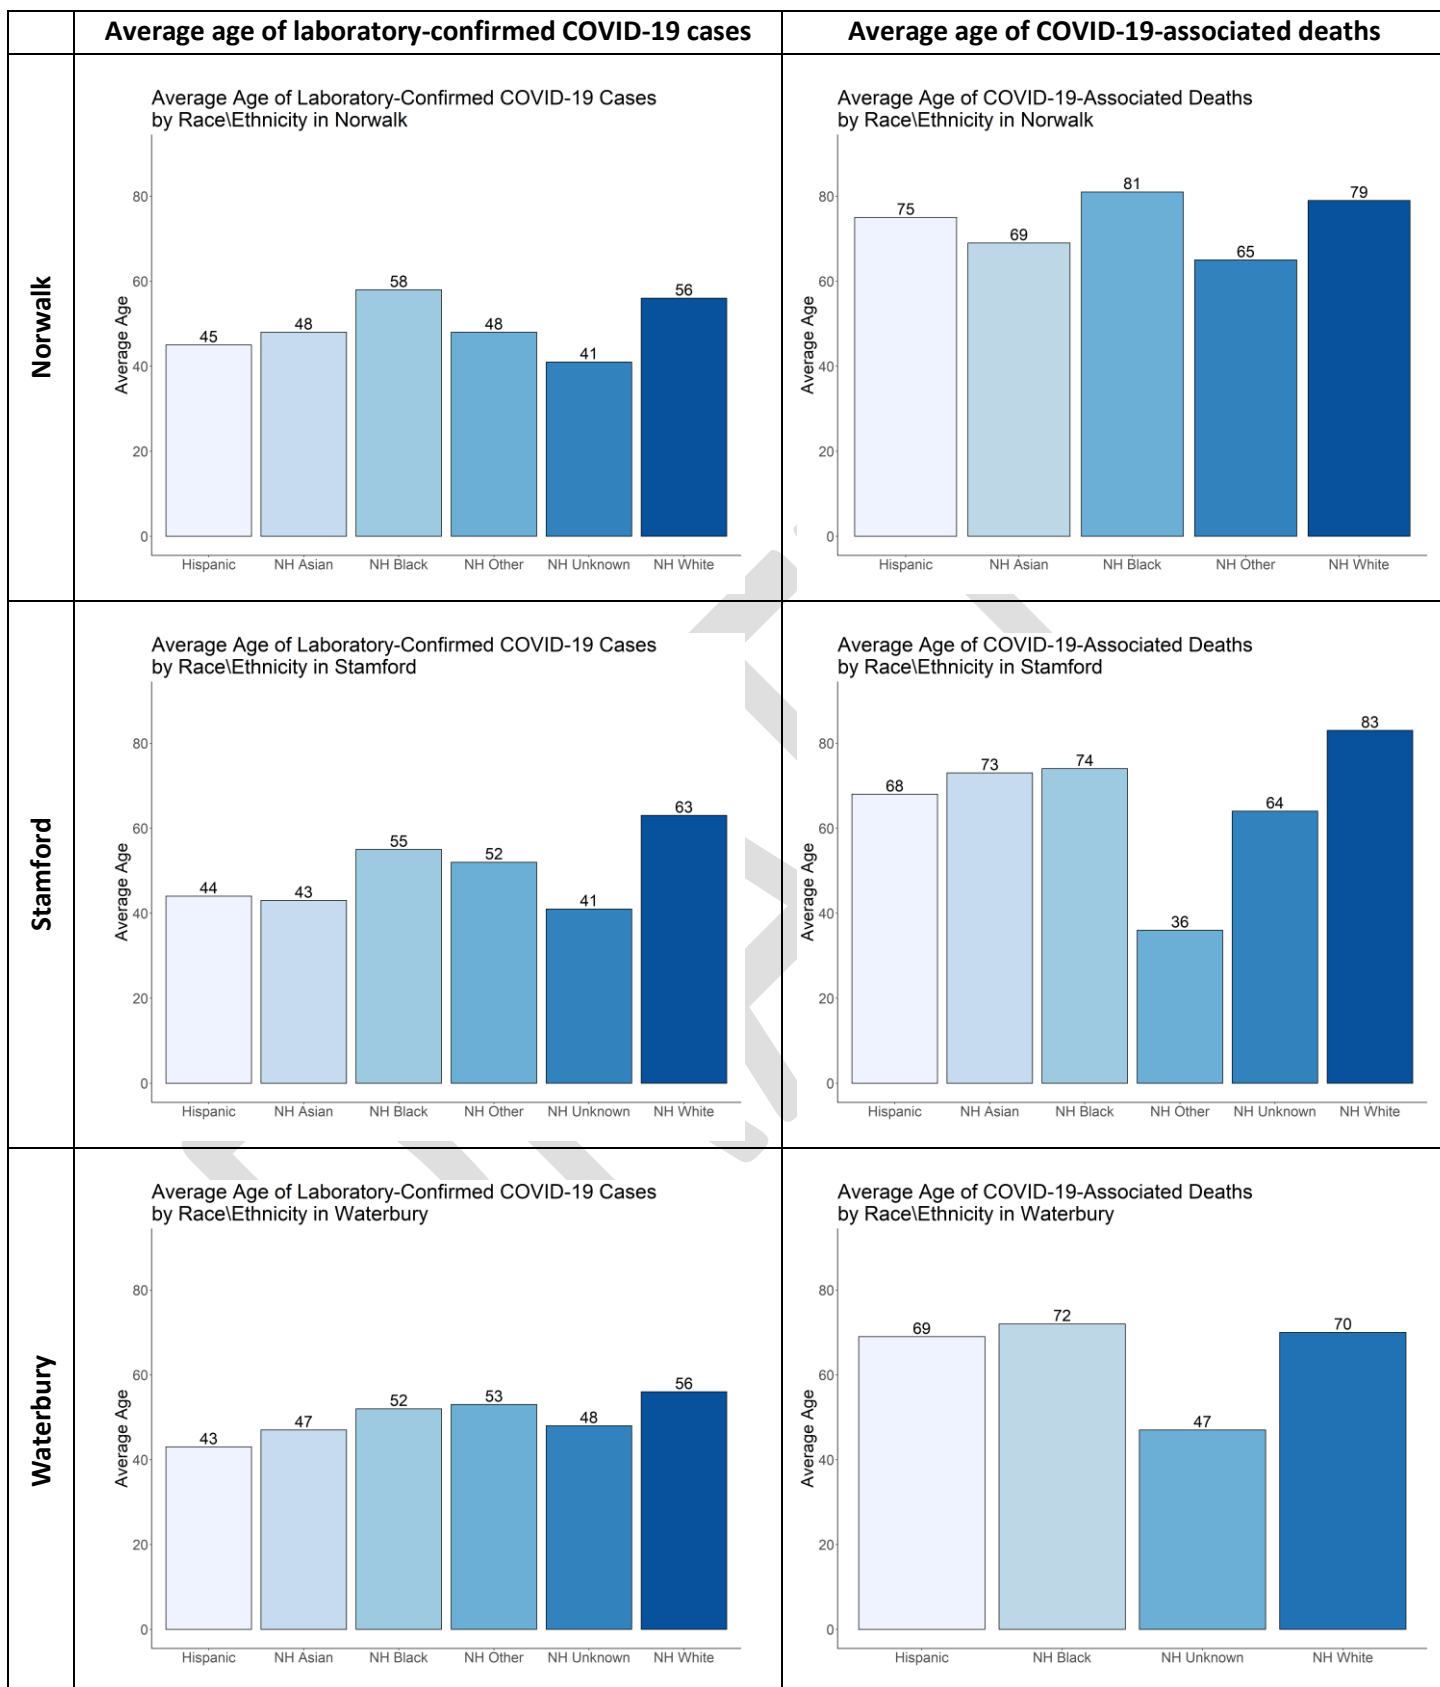 Average age of laboratory-confirmed COVID-19 cases
Average age of COVID-19-associated deaths
Norwalk
Average Age of Laboratory-Confirmed COVID-19 Cases
by Race\Ethnicity in Norwalk
Average Age
80
60
40
20
0
45
48
58
48
41
56
Hispanic NH Asian NH Black NH Other NH Unknown NH White
Average Age of COVID-19-Associated Deaths
by Race\Ethnicity in Norwalk
Average Age
80
60
40
20
0
75
69
81
65
79
Hispanic NH Asian NH Black NH Other NH White
Stamford
Average Age of Laboratory-Confirmed COVID-19 Cases
by Race\Ethnicity in Stamford
Average Age
80
60
40
20
0
44
43
55
52
41
63
Hispanic NH Asian NH Black NH Other NH Unknown NH White
Average Age of COVID-19-Associated Deaths
by Race\Ethnicity in Stamford
Average Age
80
60
40
20
0
68
73
74
36
64
83
Hispanic NH Asian NH Black NH Other NH Unknown NH White
Waterbury
Average Age of Laboratory-Confirmed COVID-19 Cases
by Race\Ethnicity in Waterbury
Average Age
80
60
40
20
0
43
47
52
53
48
56
Hispanic NH Asian NH Black NH Other NH Unknown NH White
Average Age of COVID-19-Associated Deaths
by Race\Ethnicity in Waterbury
Average Age
80
60
40
20
0
69
72
47
70
Hispanic NH Black NH Unknown NH White